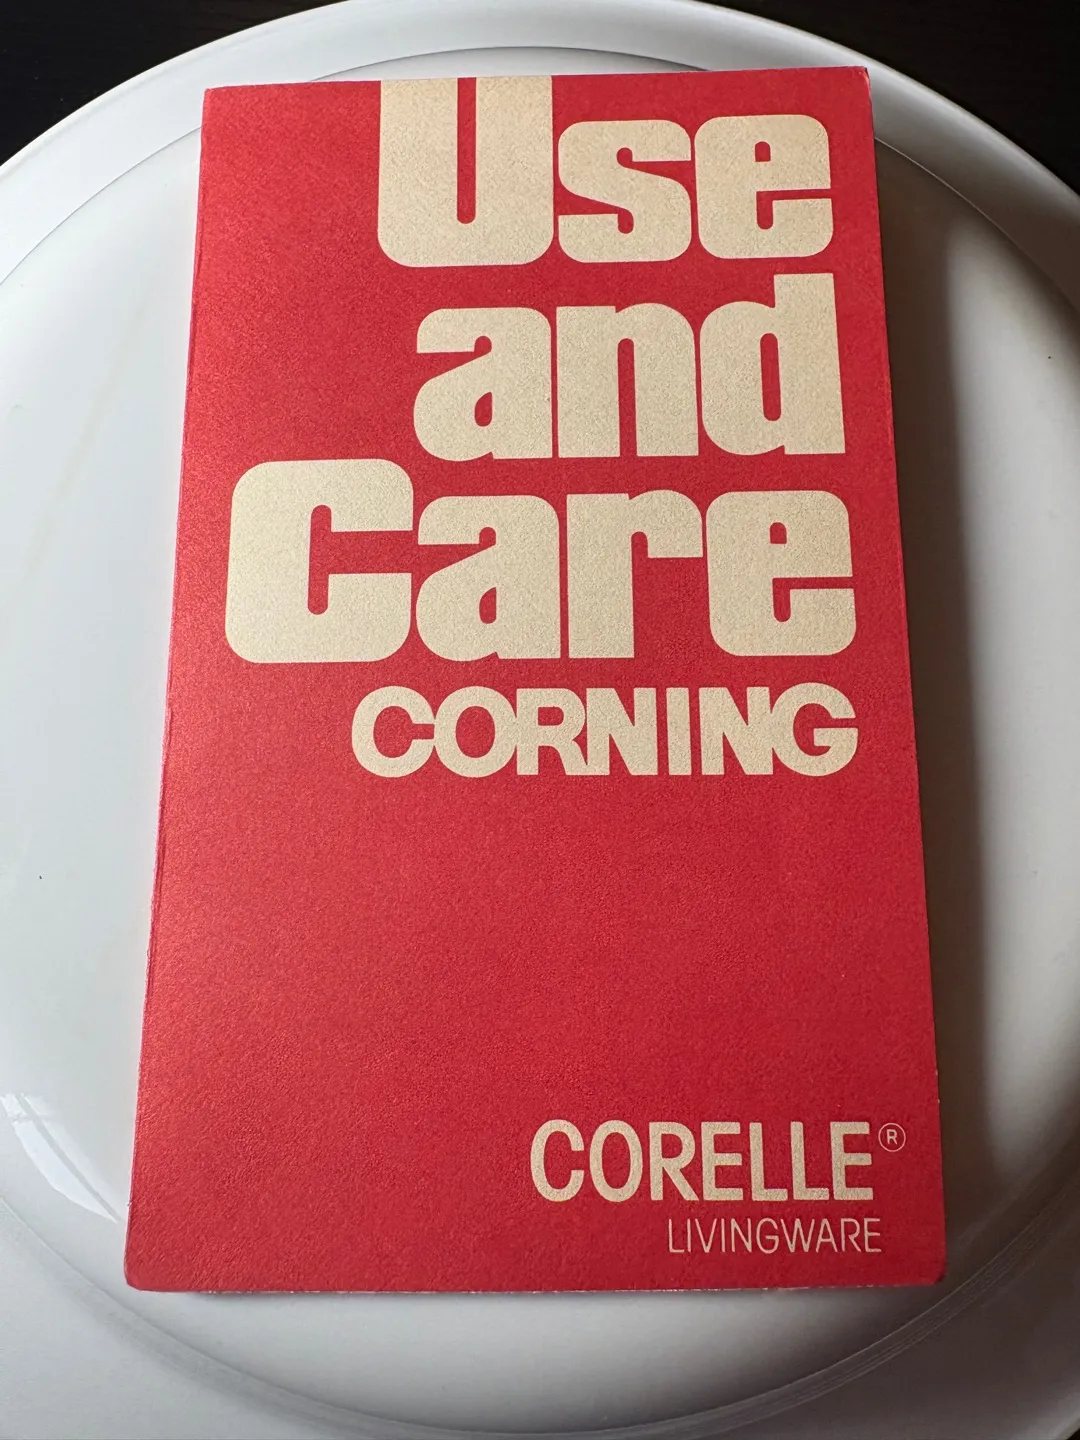 Use
and
Care
CORNING
CORELLE®
LIVINGWARE